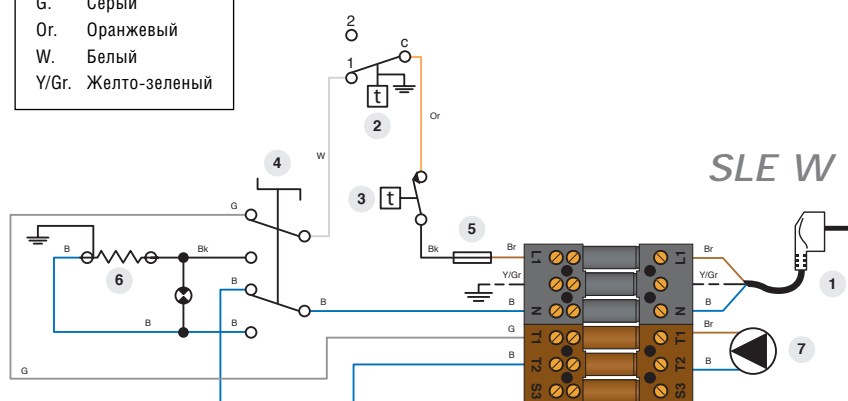 G. Серый
Or. Оранжевый
W. Белый
Y/Gr. Желто-зеленый
2
C
1
t
2
Or
W
4
SLE W
3
t
5
G
Bk
Br
L1
L1
Br
B
Bk
6
Y/Gr
Y/Gr
1
B
B
B
N
N
B
B
B
G
T1
T1
Br
7
B
T2
T2
B
G
S3
S3